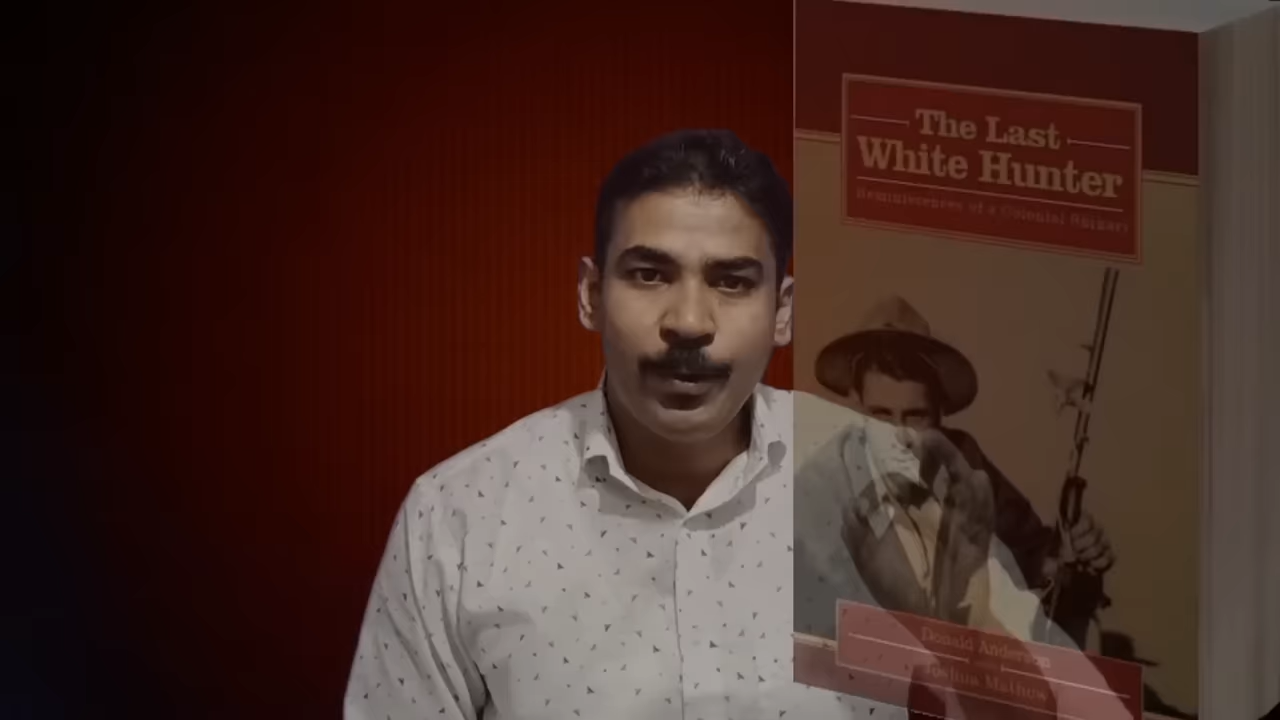 The Last
White Hunter
Reminiscences of a Colonial Shikari
Donald Anderson
Joshua Mathew